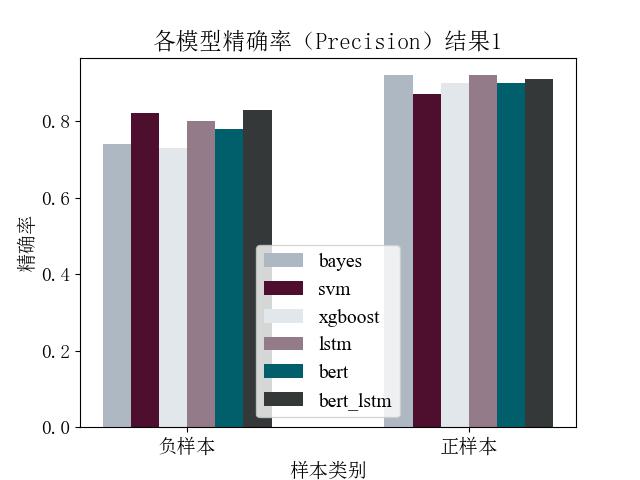 各模型精确率（Precision）结果1
精确率
0.8
0.6
0.4
0.2
0.0
bayes
svm
xgboost
lstm
bert
bert_lstm
负样本
正样本
样本类别